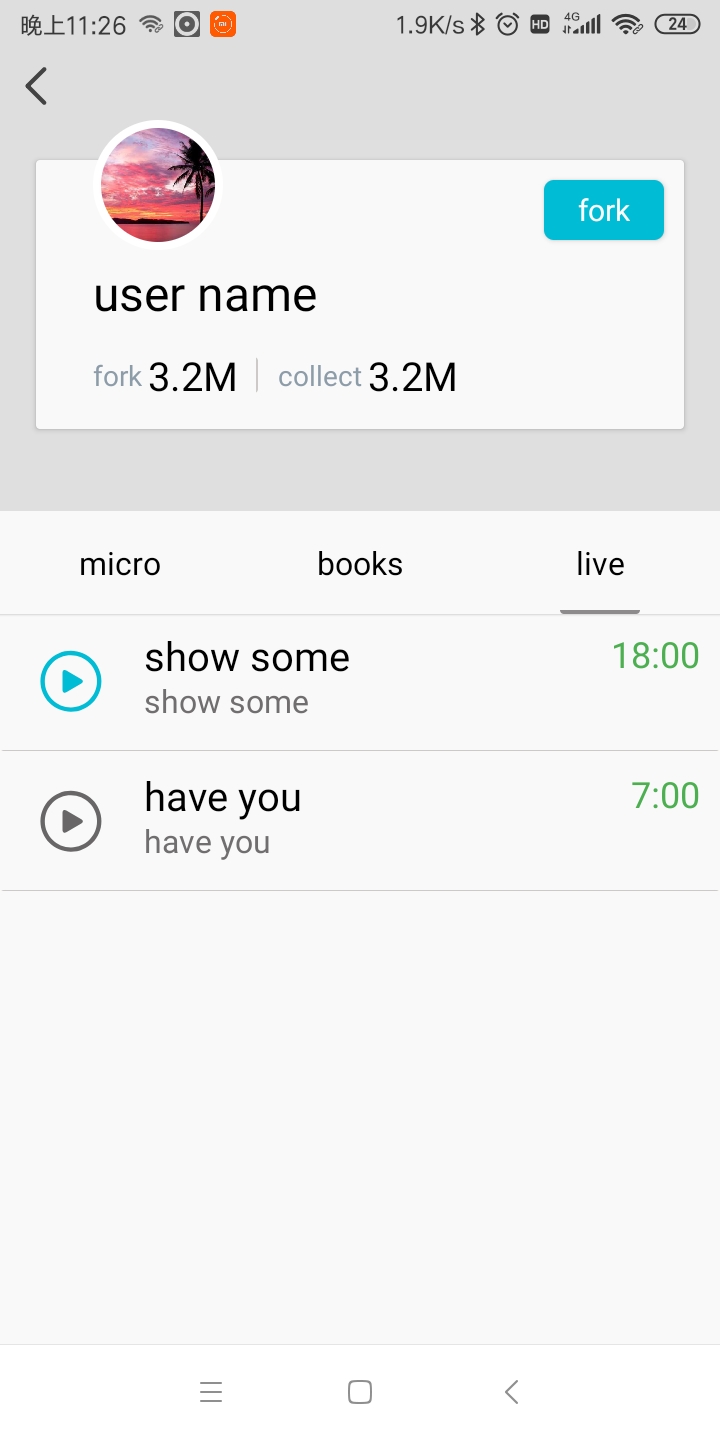 晚上11:26 1.9K/s HD 4G 24
fork
user name
fork 3.2M collect 3.2M
micro books live
show some 18:00
show some
have you 7:00
have you